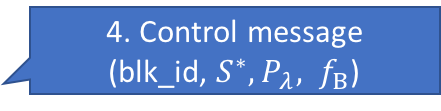 4. Control message
(blk_id, S*, P_λ, f_B)